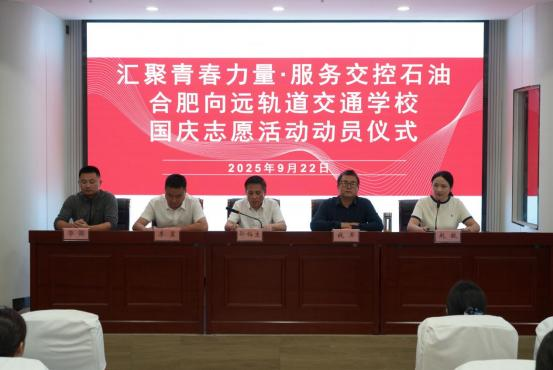 汇聚青春力量·服务交控石油
合肥向远轨道交通学校
国庆志愿活动动员仪式
2025年9月22日